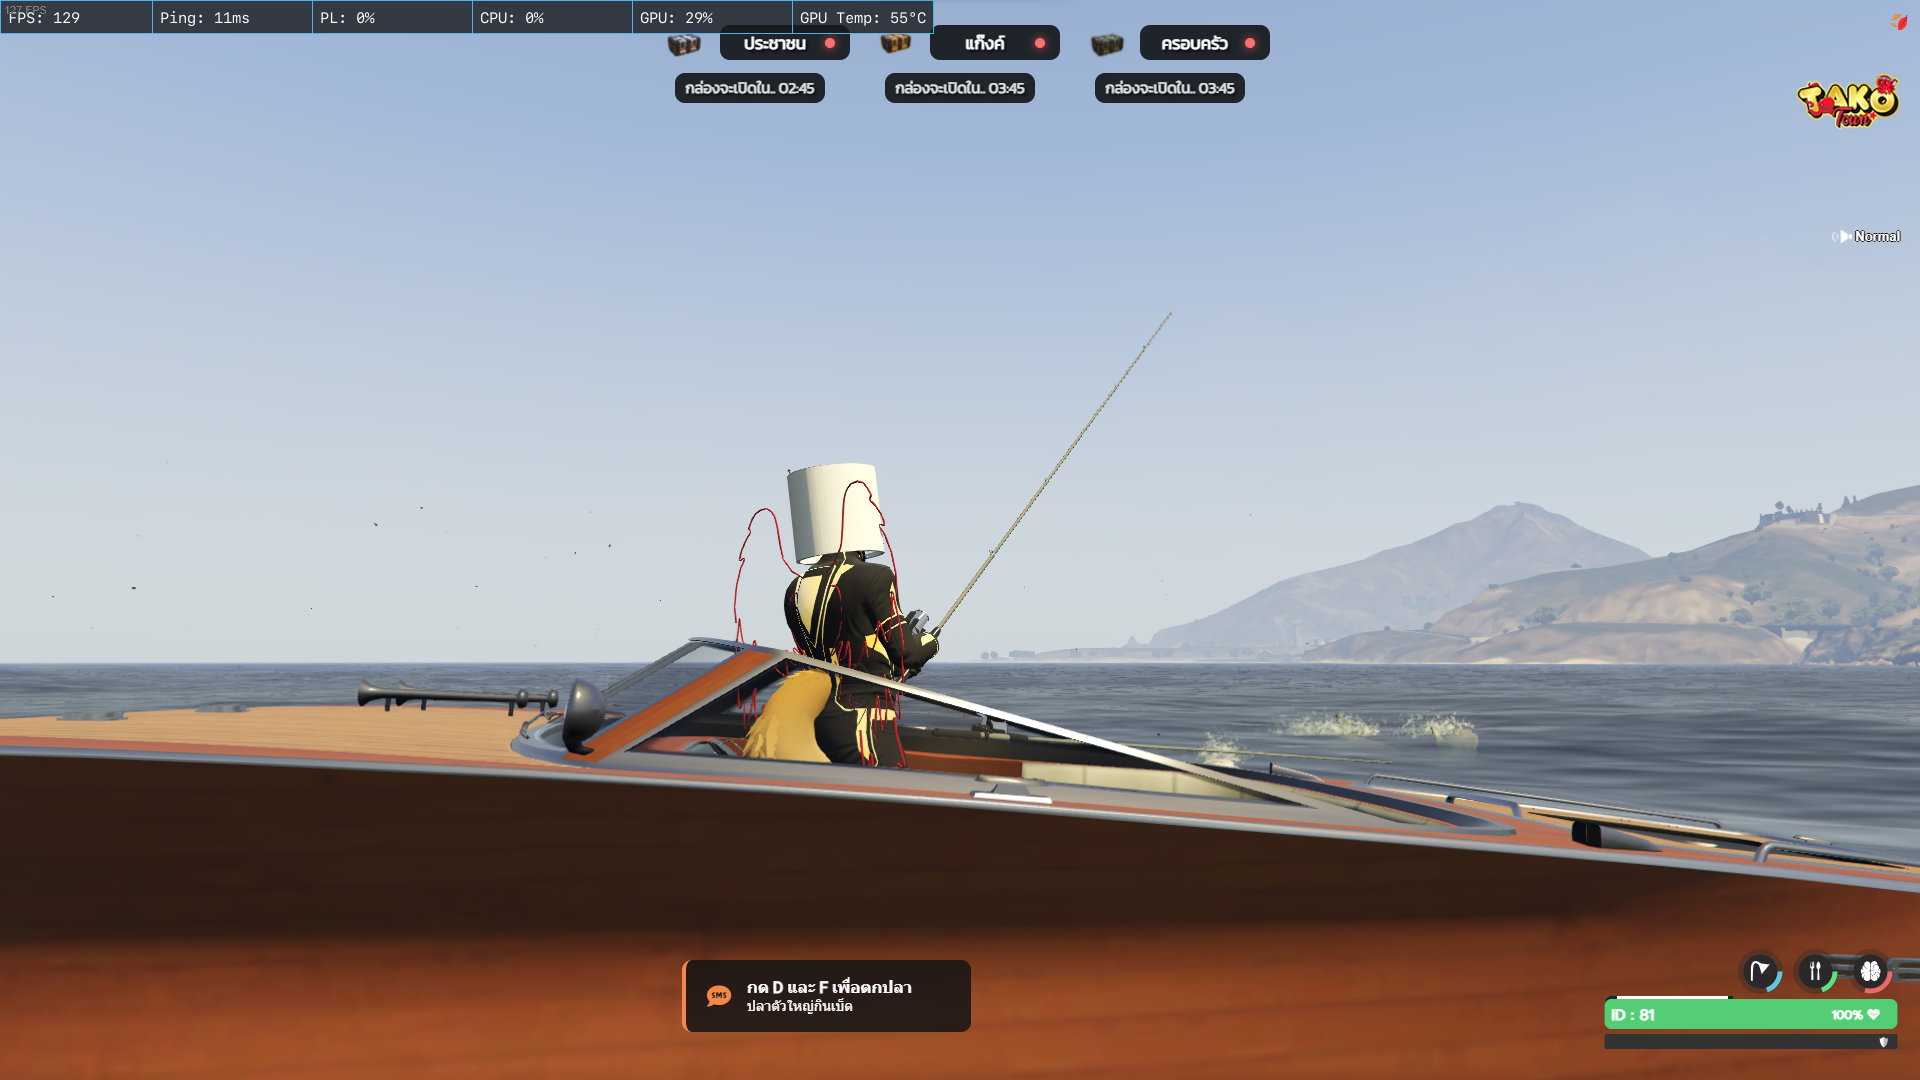 127 FPS
FPS: 129
Ping: 11ms
PL: 0%
CPU: 0%
GPU: 29%
GPU Temp: 55°C
ประชาชน
แก๊งค์
ครอบครัว
กล่องจะเปิดใน.. 02:45
กล่องจะเปิดใน.. 03:45
กล่องจะเปิดใน.. 03:45
TAKO
Town
Normal
SMS
กด D และ F เพื่อตกปลา
ปลาตัวใหญ่กินเบ็ด
ID : 81
100%